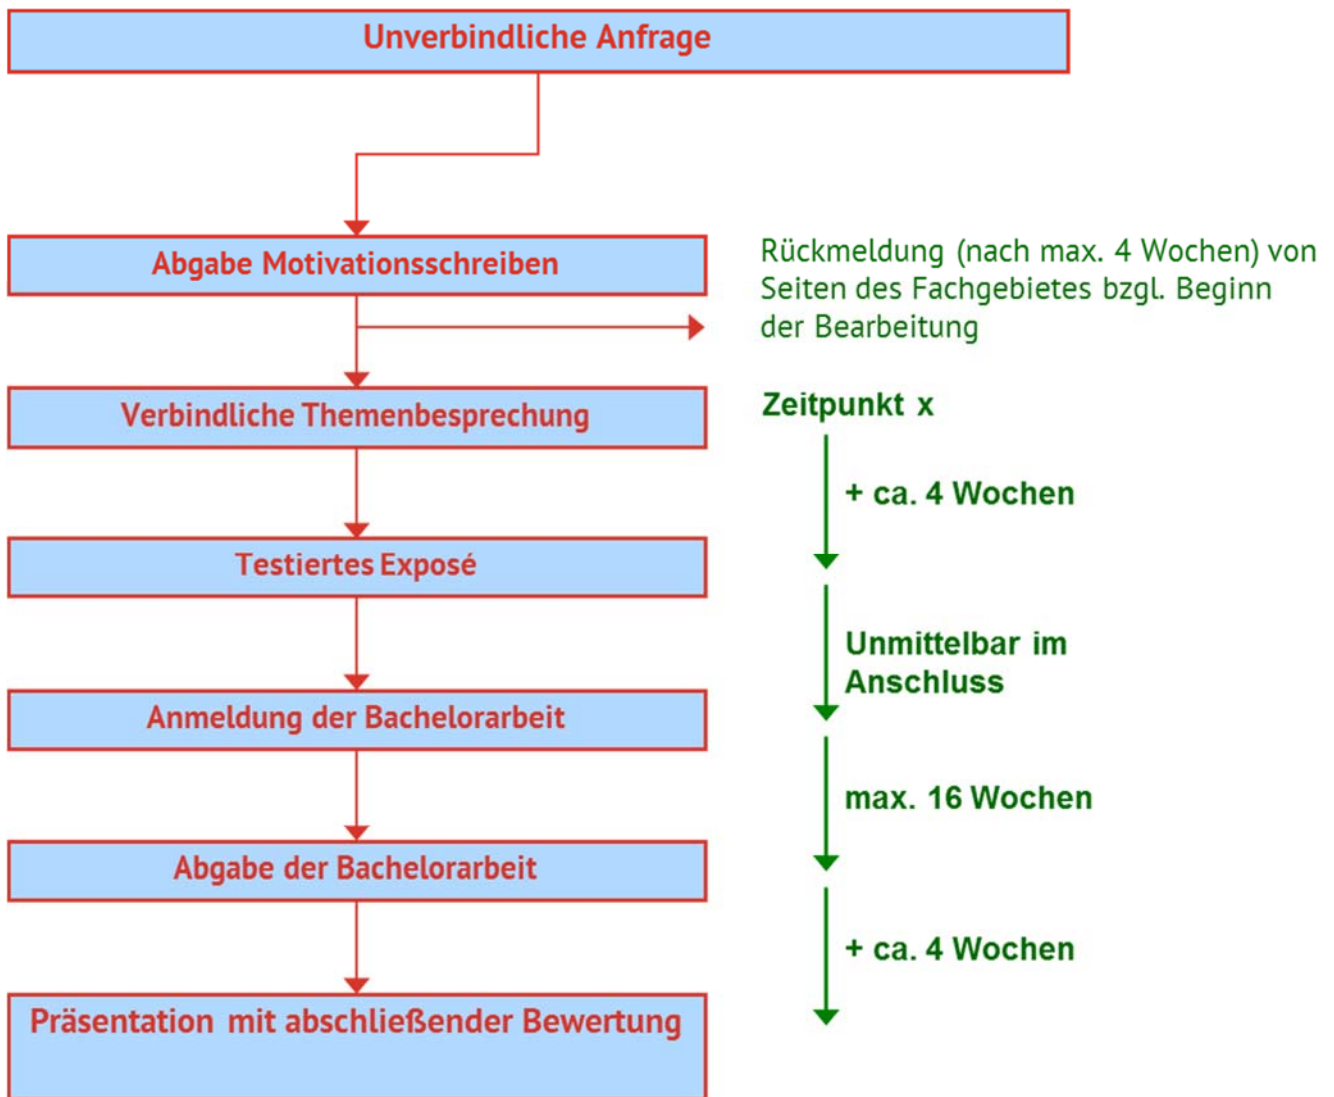 Unverbindliche Anfrage
Abgabe Motivationsschreiben
Rückmeldung (nach max. 4 Wochen) von
Seiten des Fachgebietes bzgl. Beginn
der Bearbeitung
Verbindliche Themenbesprechung
Zeitpunkt x
+ ca. 4 Wochen
Testiertes Exposé
Unmittelbar im
Anschluss
Anmeldung der Bachelorarbeit
max. 16 Wochen
Abgabe der Bachelorarbeit
+ ca. 4 Wochen
Präsentation mit abschließender Bewertung